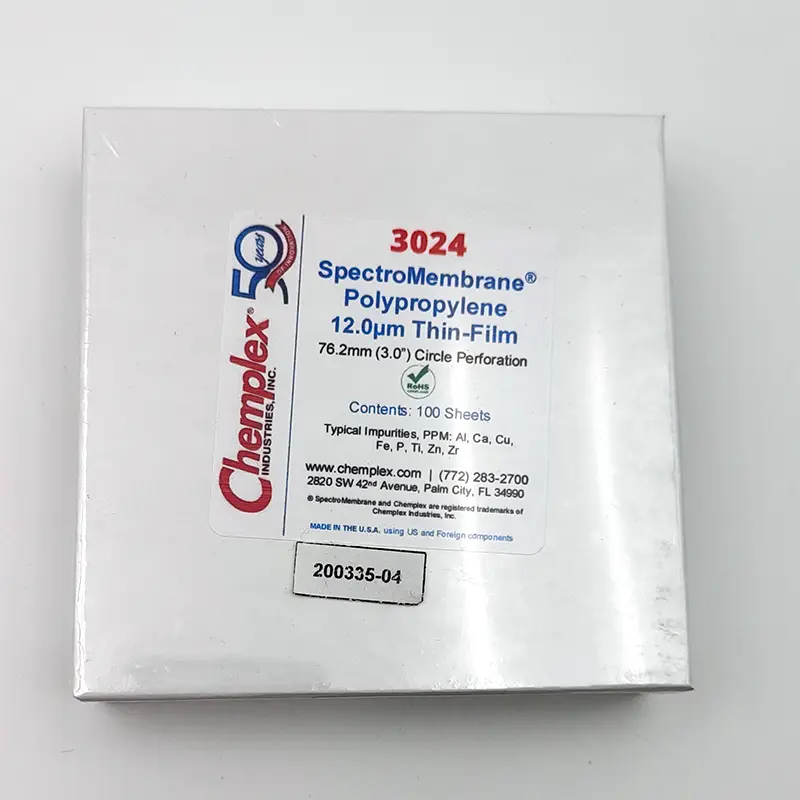 50 years
Chemplex®
INDUSTRIES, INC.
3024
SpectroMembrane®
Polypropylene
12.0µm Thin-Film
76.2mm (3.0") Circle Perforation
RoHS
Contents: 100 Sheets
Typical Impurities, PPM: Al, Ca, Cu,
Fe, P, Ti, Zn, Zr
www.chemplex.com | (772) 283-2700
2820 SW 42nd Avenue, Palm City, FL 34990
® SpectroMembrane and Chemplex are registered trademarks of
Chemplex Industries, Inc.
MADE IN THE U.S.A. using US and Foreign components
200335-04